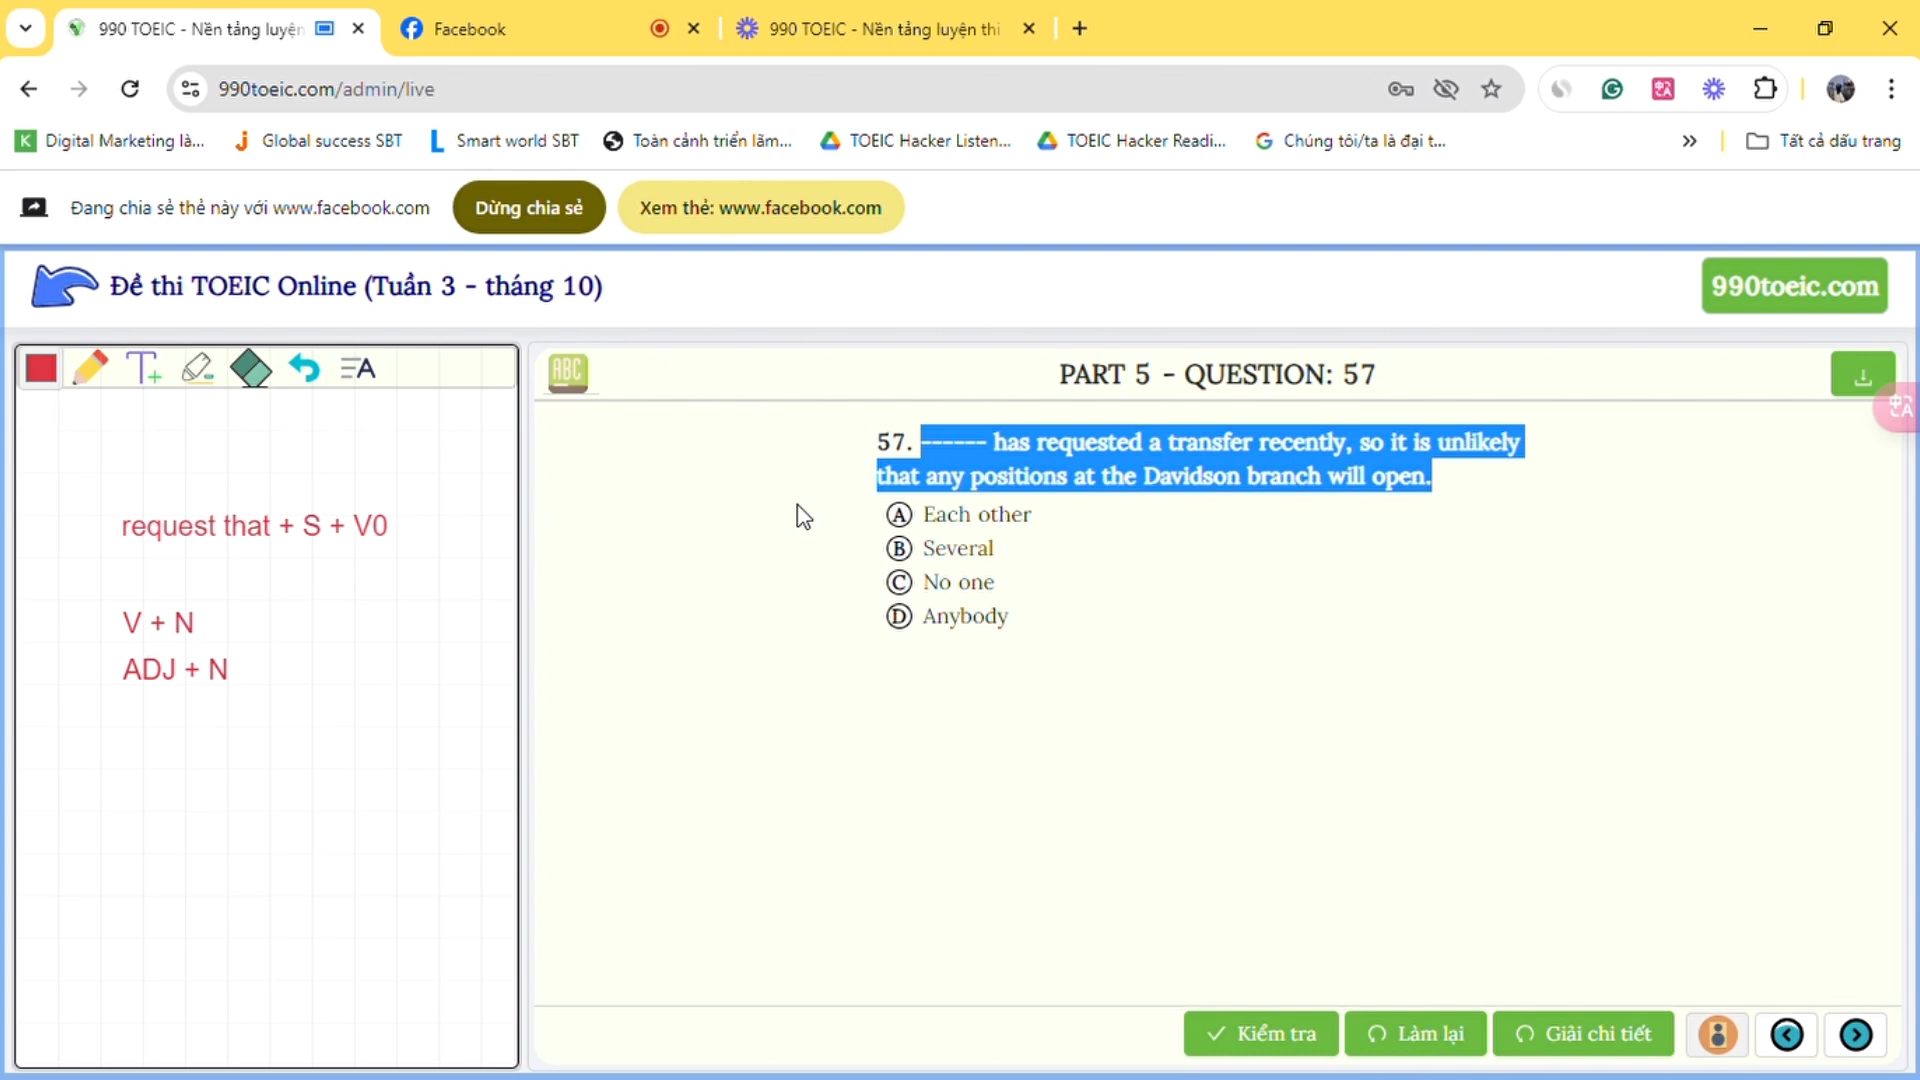 990 TOEIC - Nền tảng luyện
Facebook
990 TOEIC - Nền tảng luyện thi
990toeic.com/admin/live
Digital Marketing là...
Global success SBT
Smart world SBT
Toàn cảnh triển lãm...
TOEIC Hacker Listen...
TOEIC Hacker Readi...
Chúng tôi/ta là đại t...
Tất cả dấu trang
Đang chia sẻ thẻ này với www.facebook.com
Dừng chia sẻ
Xem thẻ: www.facebook.com
Đề thi TOEIC Online (Tuần 3 - tháng 10)
990toeic.com
ABC
PART 5 - QUESTION: 57
57. ------ has requested a transfer recently, so it is unlikely
that any positions at the Davidson branch will open.
A Each other
B Several
C No one
D Anybody
request that + S + V0
V + N
ADJ + N
Kiểm tra
Làm lại
Giải chi tiết